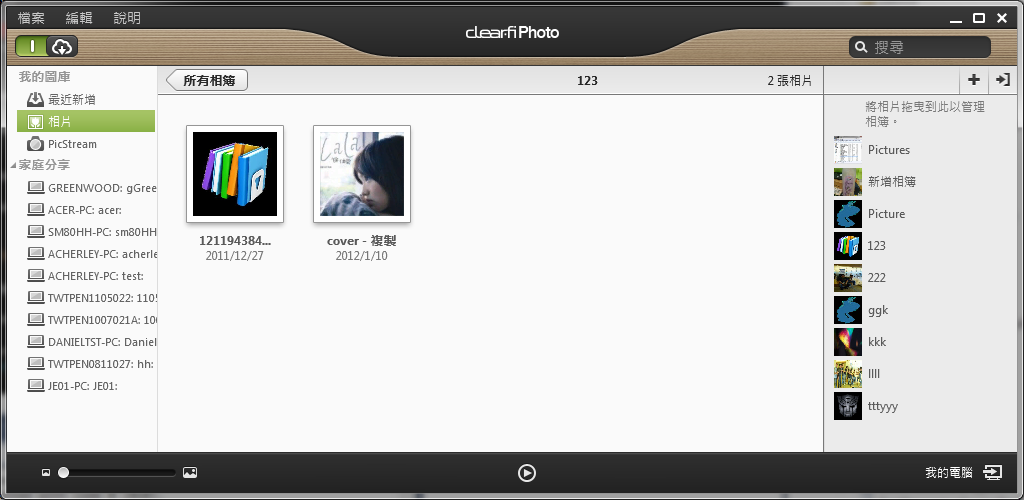 檔案 編輯 說明
clear.fi Photo
搜尋
我的圖庫
最近新增
相片
PicStream
家庭分享
GREENWOOD: gGree
ACER-PC: acer:
SM80HH-PC: sm80HH
ACHERLEY-PC: acherle
ACHERLEY-PC: test:
TWTPEN1105022: 1105
TWTPEN1007021A: 100
DANIELTST-PC: Daniel
TWTPEN0811027: hh:
JE01-PC: JE01:
所有相簿
123
2 張相片
LaLa
121194384...
2011/12/27
cover - 複製
2012/1/10
將相片拖曳到此以管理
相簿。
Pictures
新增相簿
Picture
123
222
ggk
kkk
llll
tttyyy
我的電腦